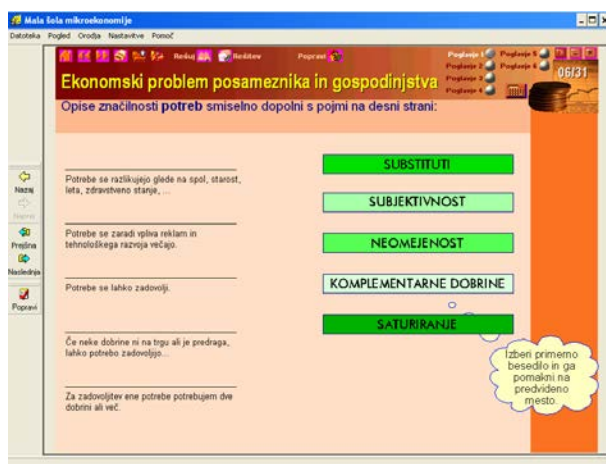 Mala šola mikroekonomije
Datoteka Pogled Orodja Nastavitve Pomoč
Rešuj Rešitev Popravi
Poglavje 1 Poglavje 5
Poglavje 2 Poglavje 6
Poglavje 3
Poglavje 4
06/31
Ekonomski problem posameznika in gospodinjstva
Opise značilnosti potreb smiselno dopolni s pojmi na desni strani:
Nazaj
Naprej
Prejšna
Naslednja
Popravi
Potrebe se razlikujejo glede na spol, starost,
leta, zdravstveno stanje, ...
Potrebe se zaradi vpliva reklam in
tehnološkega razvoja večajo.
Potrebe se lahko zadovolji.
Če neke dobrine ni na trgu ali je predraga,
lahko potrebo zadovoljijo...
Za zadovoljitev ene potrebe potrebujem dve
dobrini ali več.
SUBSTITUTI
SUBJEKTIVNOST
NEOMEJENOST
KOMPLEMENTARNE DOBRINE
SATURIRANJE
Izberi primerno
besedilo in ga
pomakni na
predvideno
mesto.